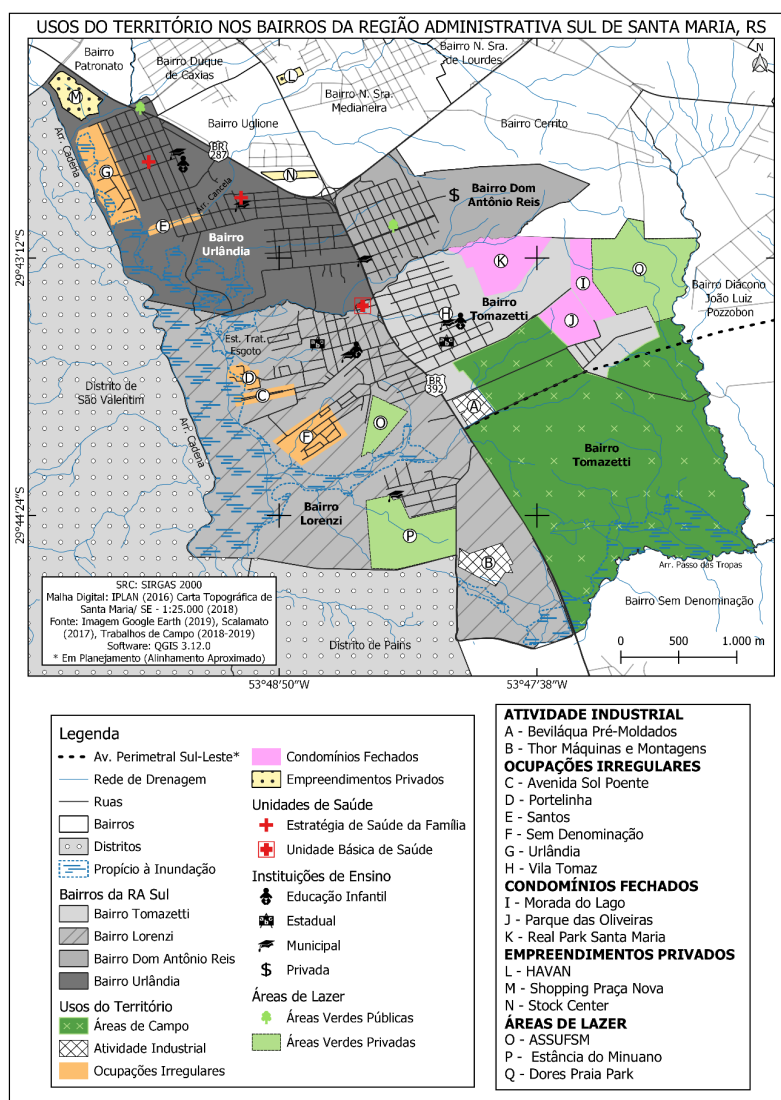 USOS DO TERRITÓRIO NOS BAIRROS DA REGIÃO ADMINISTRATIVA SUL DE SANTA MARIA, RS
Bairro
Patronato
Bairro Duque
de Caxias
L
Bairro N. Sra.
de Lourdes
N
M
Bairro N. Sra.
Medianeira
Bairro Uglione
Bairro Cerrito
BR
287
Arr. Cadena
G
N
Arr. Cancela
$
Bairro Dom
Antônio Reis
E
Bairro
Urlândia
29°43'12"S
K
Q
I
Bairro Diácono
João Luiz
Pozzobon
H
Bairro
Tomazetti
J
Est. Trat.
Esgoto
D
C
BR
392
Distrito de
São Valentim
A
Arr. Cadena
F
O
Bairro
Tomazetti
29°44'24"S
Bairro
Lorenzi
P
B
Arr. Passo das Tropas
Bairro Sem Denominação
SRC: SIRGAS 2000
Malha Digital: IPLAN (2016) Carta Topográfica de
Santa Maria/ SE - 1:25.000 (2018)
Fonte: Imagem Google Earth (2019), Scalamato
(2017), Trabalhos de Campo (2018-2019)
Software: QGIS 3.12.0
* Em Planejamento (Alinhamento Aproximado)
Distrito de Pains
0 500 1.000 m
53°48'50"W
53°47'38"W
Legenda
Av. Perimetral Sul-Leste*
Rede de Drenagem
Ruas
Bairros
Distritos
Propício à Inundação
Bairros da RA Sul
Bairro Tomazetti
Bairro Lorenzi
Bairro Dom Antônio Reis
Bairro Urlândia
Usos do Território
Áreas de Campo
Atividade Industrial
Ocupações Irregulares
Condomínios Fechados
Empreendimentos Privados
Unidades de Saúde
Estratégia de Saúde da Família
Unidade Básica de Saúde
Instituições de Ensino
Educação Infantil
Estadual
Municipal
$ Privada
Áreas de Lazer
Áreas Verdes Públicas
Áreas Verdes Privadas
ATIVIDADE INDUSTRIAL
A - Beviláqua Pré-Moldados
B - Thor Máquinas e Montagens
OCUPAÇÕES IRREGULARES
C - Avenida Sol Poente
D - Portelinha
E - Santos
F - Sem Denominação
G - Urlândia
H - Vila Tomaz
CONDOMÍNIOS FECHADOS
I - Morada do Lago
J - Parque das Oliveiras
K - Real Park Santa Maria
EMPREENDIMENTOS PRIVADOS
L - HAVAN
M - Shopping Praça Nova
N - Stock Center
ÁREAS DE LAZER
O - ASSUFSM
P - Estância do Minuano
Q - Dores Praia Park